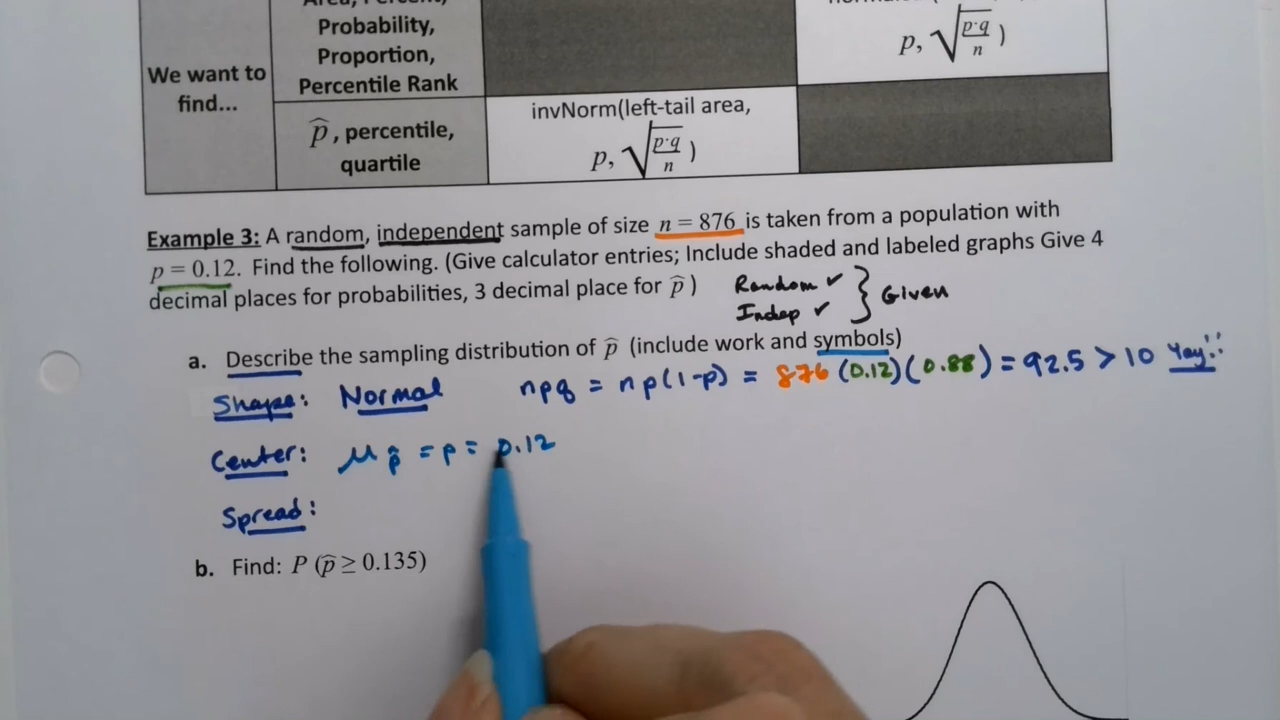 Probability,
Proportion,
Percentile Rank
p, √(p·q/n) )
We want to
find...
p̂, percentile,
quartile
invNorm(left-tail area,
p, √(p·q/n) )
Example 3: A random, independent sample of size n = 876 is taken from a population with
p = 0.12. Find the following. (Give calculator entries; Include shaded and labeled graphs Give 4
decimal places for probabilities, 3 decimal place for p̂ )
Random ✓
Indep ✓
} Given
a. Describe the sampling distribution of p̂ (include work and symbols)
Shape: Normal npq = np(1-p) = 876 (0.12)(0.88) = 92.5 > 10 Yay!!
Center: μ p̂ = p = 0.12
Spread:
b. Find: P (p̂ ≥ 0.135)